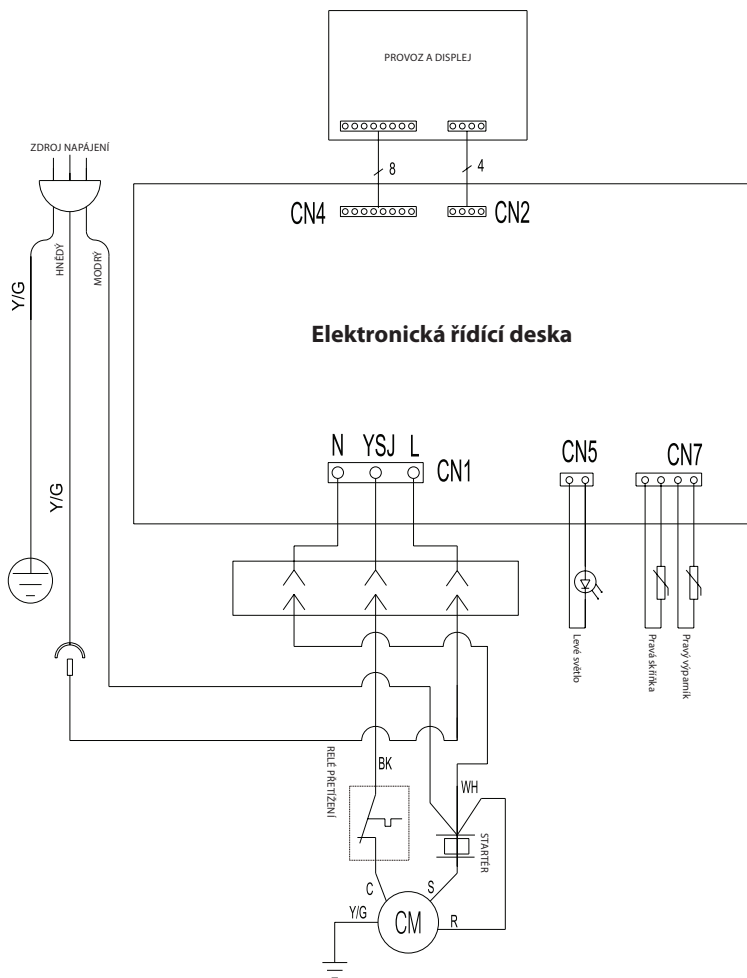 PROVOZ A DISPLEJ
ZDROJ NAPÁJENÍ
8
4
CN4
CN2
HNĚDÝ
MODRÝ
Y/G
Elektronická řídící deska
N
YSJ
L
CN1
CN5
CN7
Y/G
Levé světlo
Pravá skříňka
Pravý výparník
RELÉ PŘETÍŽENÍ
BK
WH
STARTÉR
C
S
Y/G
CM
R